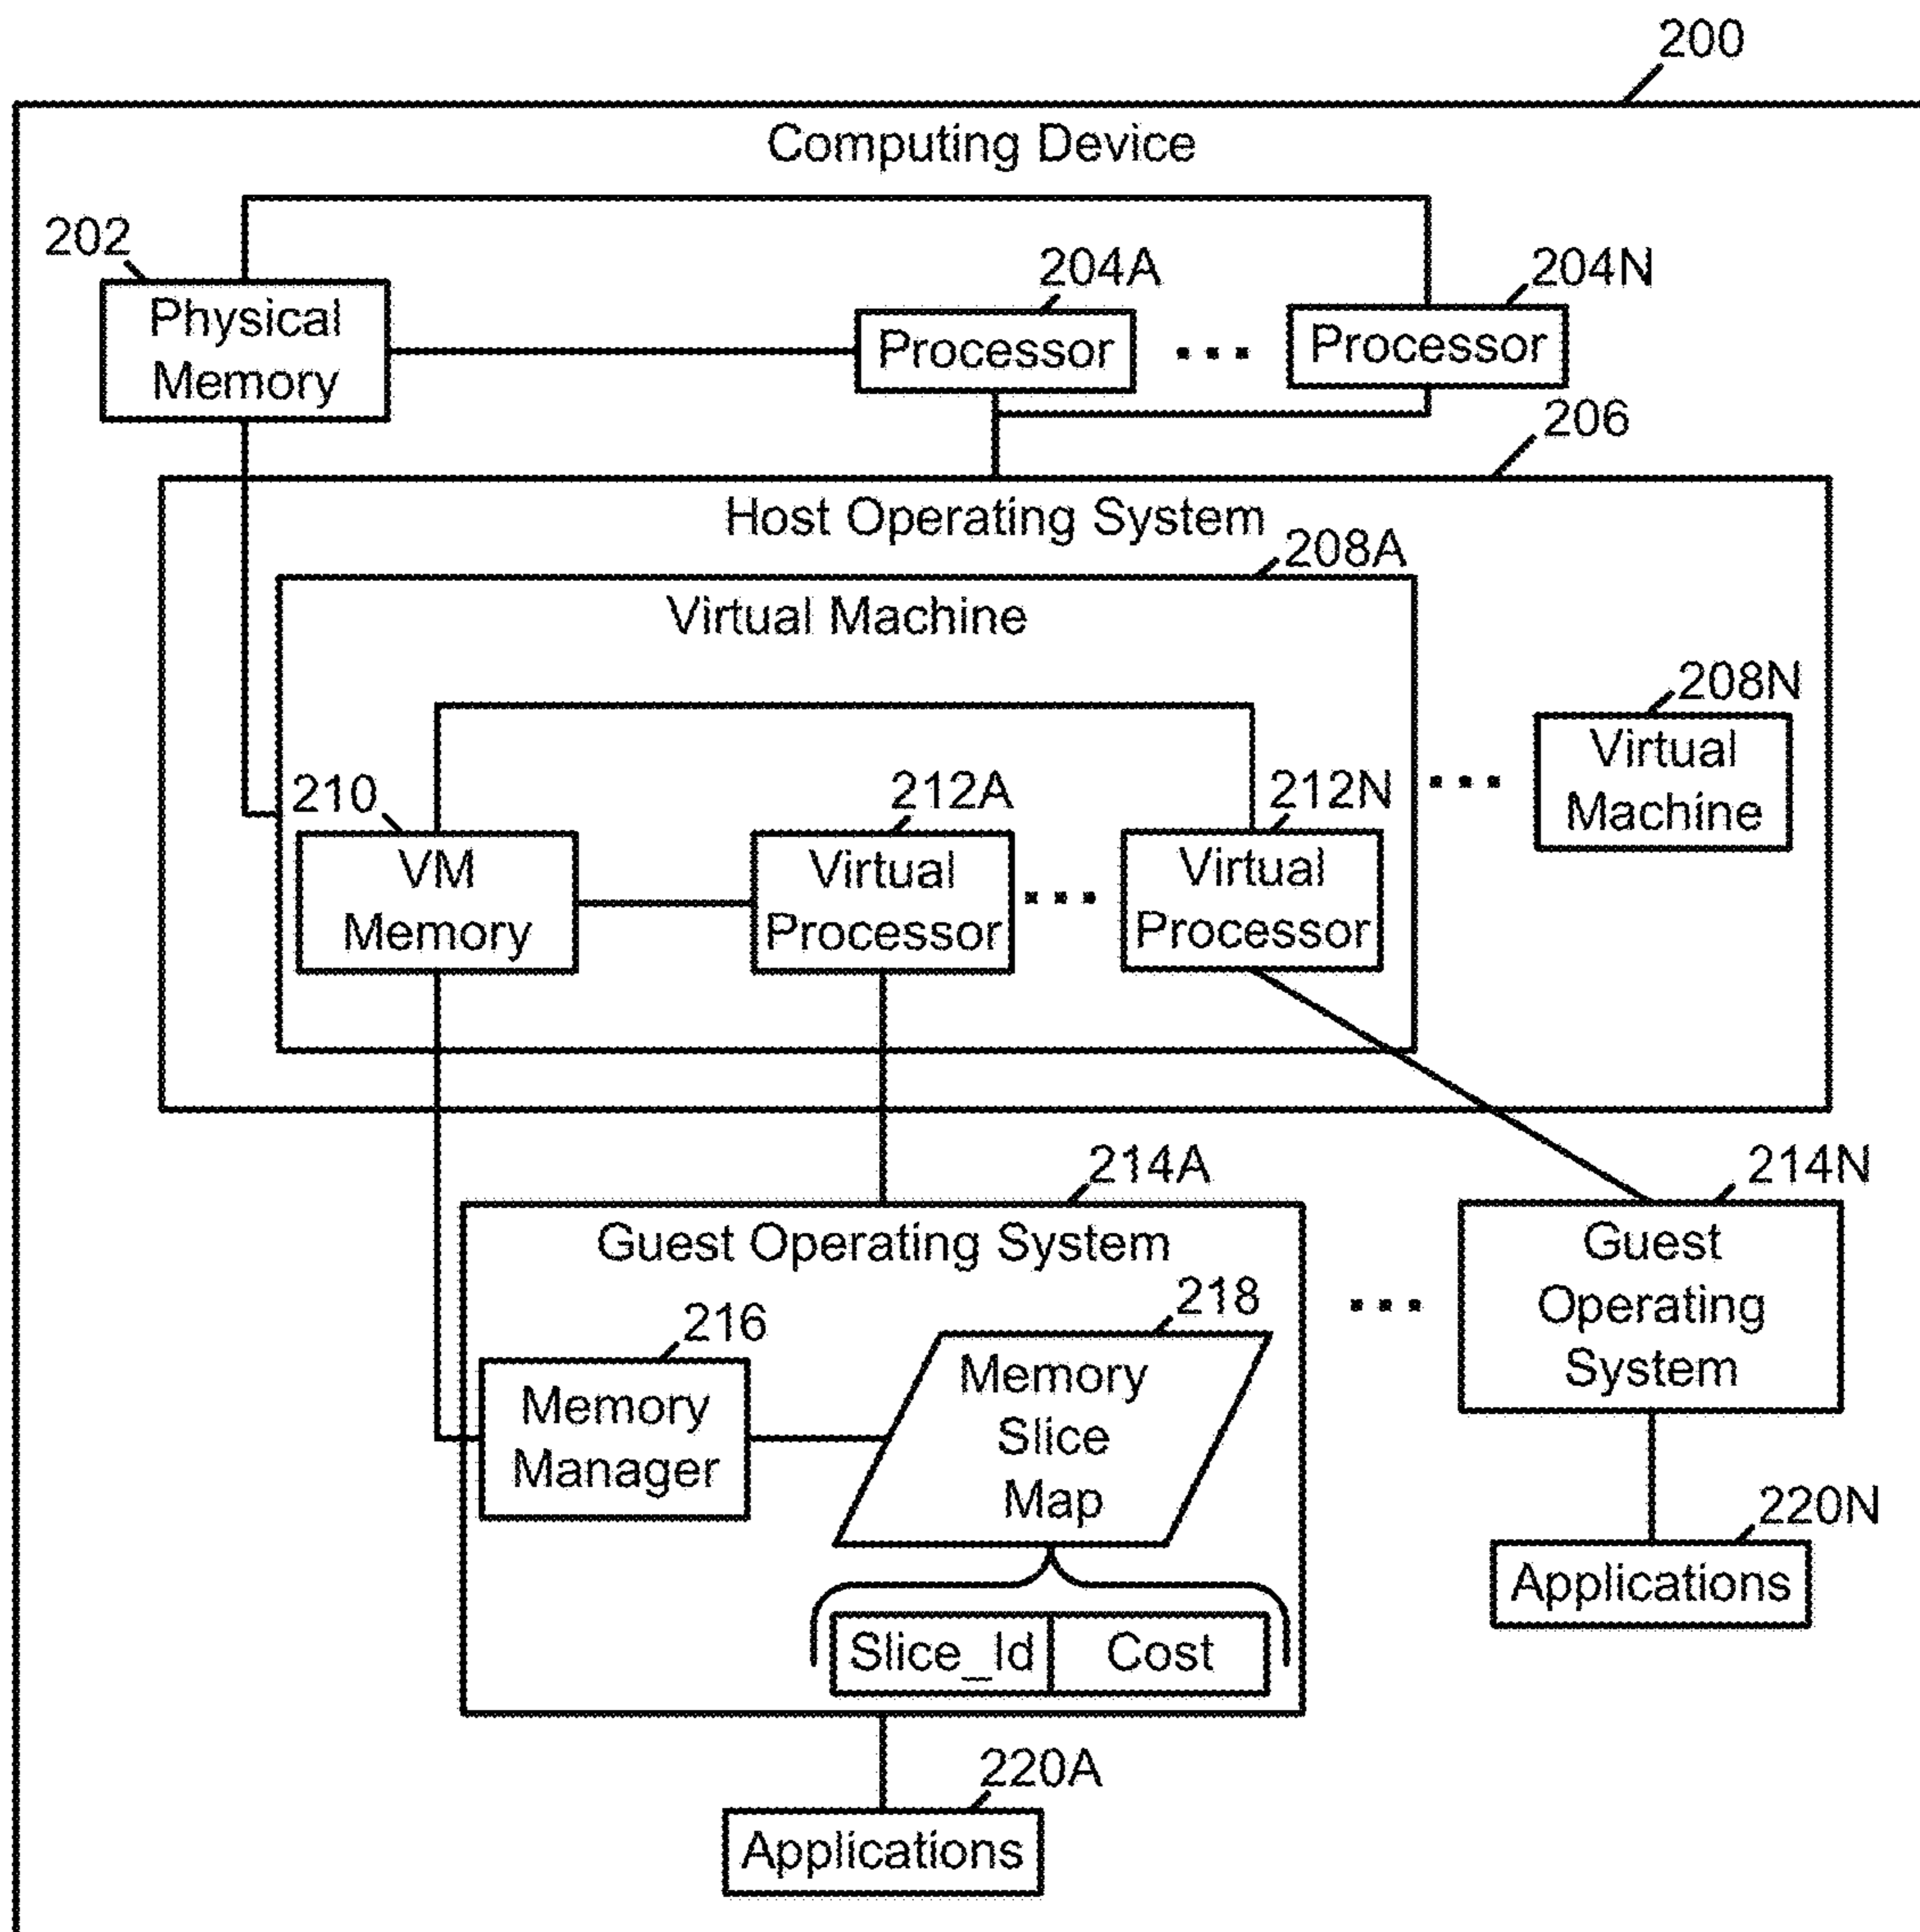 200
Computing Device
202
204A
204N
Physical
Memory
Processor
...
Processor
206
Host Operating System
208A
Virtual Machine
208N
Virtual
Machine
...
210
212A
212N
VM
Memory
Virtual
Processor
...
Virtual
Processor
214A
214N
Guest Operating System
Guest
Operating
System
...
216
218
Memory
Manager
Memory
Slice
Map
220N
Applications
Slice_Id
Cost
220A
Applications